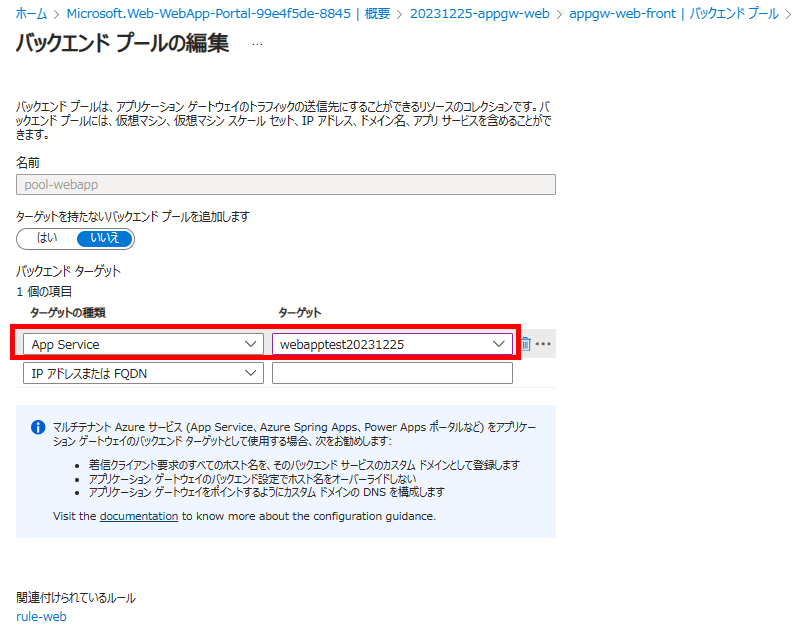 ホーム > Microsoft.Web-WebApp-Portal-99e4f5de-8845 | 概要 > 20231225-appgw-web > appgw-web-front | バックエンド プール >
バックエンド プールの編集 …
バックエンド プールは、アプリケーション ゲートウェイのトラフィックの送信先にすることができるリソースのコレクションです。バ
ックエンド プールには、仮想マシン、仮想マシン スケール セット、IP アドレス、ドメイン名、アプリ サービスを含めることがで
きます。
名前
pool-webapp
ターゲットを持たないバックエンド プールを追加します
はい いいえ
バックエンド ターゲット
1 個の項目
ターゲットの種類 ターゲット
App Service webapptest20231225
IP アドレスまたは FQDN
マルチテナント Azure サービス (App Service、Azure Spring Apps、Power Apps ポータルなど) をアプリケー
ション ゲートウェイのバックエンド ターゲットとして使用する場合、次をお勧めします:
• 着信クライアント要求のすべてのホスト名を、そのバックエンド サービスのカスタム ドメインとして登録します
• アプリケーション ゲートウェイのバックエンド設定でホスト名をオーバーライドしない
• アプリケーション ゲートウェイをポイントするようにカスタム ドメインの DNS を構成します
Visit the documentation to know more about the configuration guidance.
関連付けられているルール
rule-web